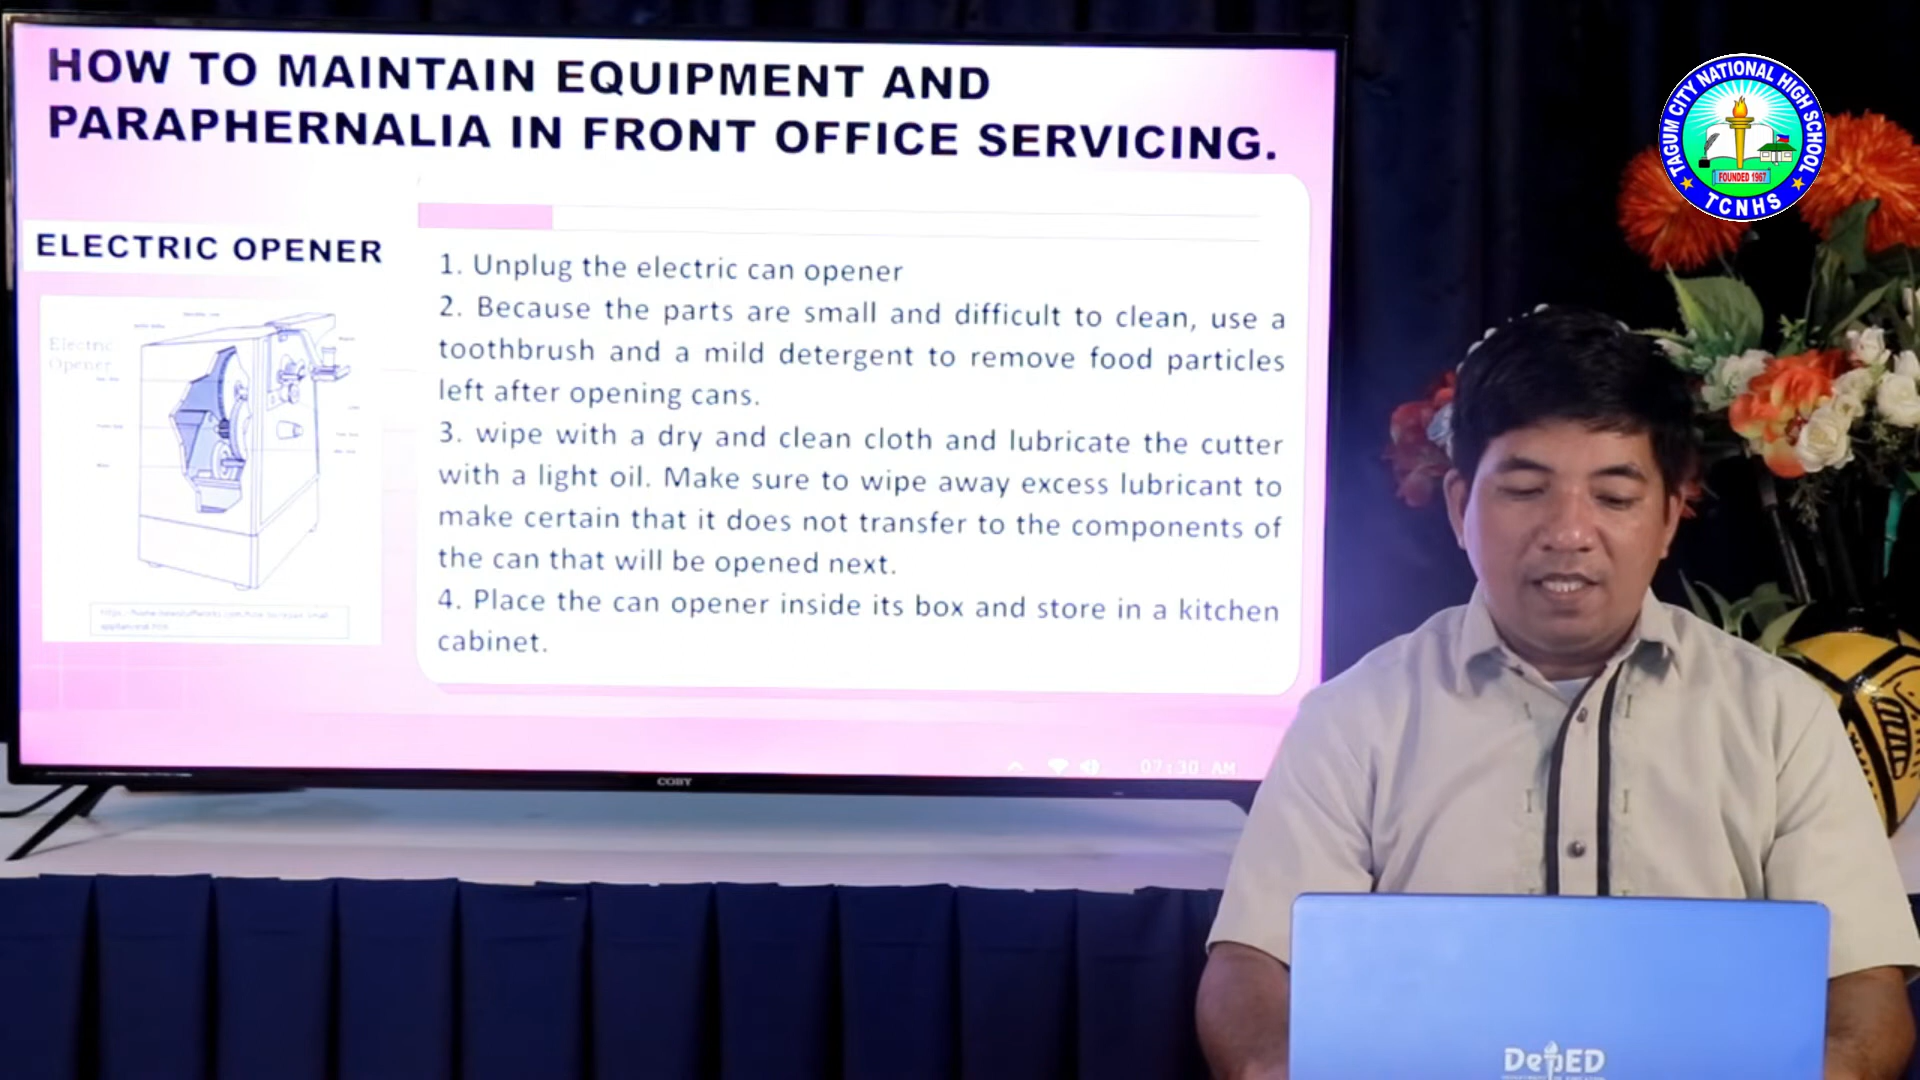 HOW TO MAINTAIN EQUIPMENT AND
PARAPHERNALIA IN FRONT OFFICE SERVICING.
ELECTRIC OPENER
Electric
Opener
1. Unplug the electric can opener
2. Because the parts are small and difficult to clean, use a
toothbrush and a mild detergent to remove food particles
left after opening cans.
3. wipe with a dry and clean cloth and lubricate the cutter
with a light oil. Make sure to wipe away excess lubricant to
make certain that it does not transfer to the components of
the can that will be opened next.
4. Place the can opener inside its box and store in a kitchen
cabinet.
07:30 AM
COBY
TAGUM CITY NATIONAL HIGH SCHOOL
FOUNDED 1967
TCNHS
DepED